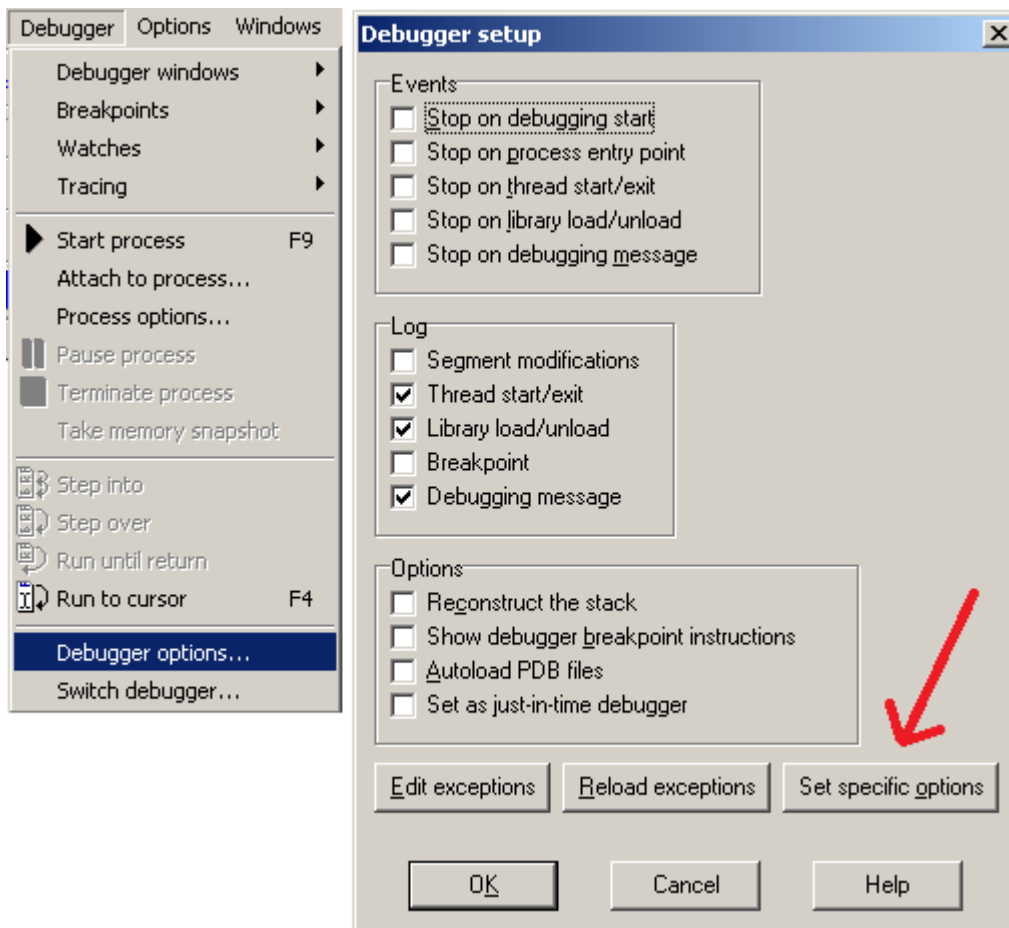 Debugger Options Windows
Debugger windows
Breakpoints
Watches
Tracing
Start process F9
Attach to process...
Process options...
Pause process
Terminate process
Take memory snapshot
Step into
Step over
Run until return
Run to cursor F4
Debugger options...
Switch debugger...
Debugger setup
Events
Stop on debugging start
Stop on process entry point
Stop on thread start/exit
Stop on library load/unload
Stop on debugging message
Log
Segment modifications
Thread start/exit
Library load/unload
Breakpoint
Debugging message
Options
Reconstruct the stack
Show debugger breakpoint instructions
Autoload PDB files
Set as just-in-time debugger
Edit exceptions Reload exceptions Set specific options
OK Cancel Help